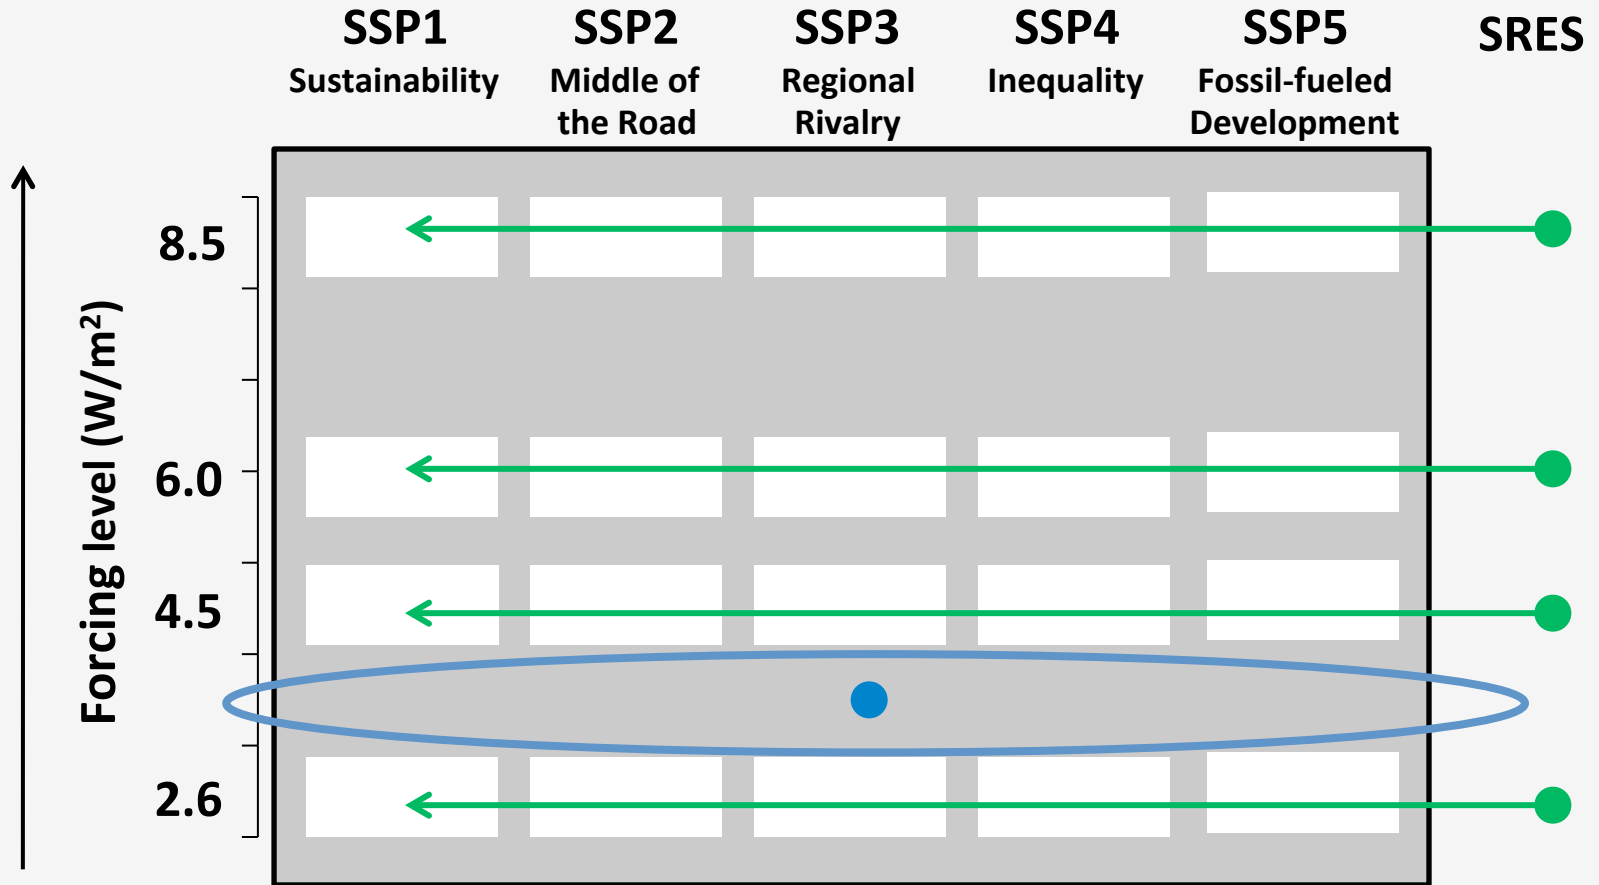 SSP1
SSP2
SSP3
SSP4
SSP5
SRES
Sustainability
Middle of
the Road
Regional
Rivalry
Inequality
Fossil-fueled
Development
Forcing level (W/m²)
8.5
6.0
4.5
2.6